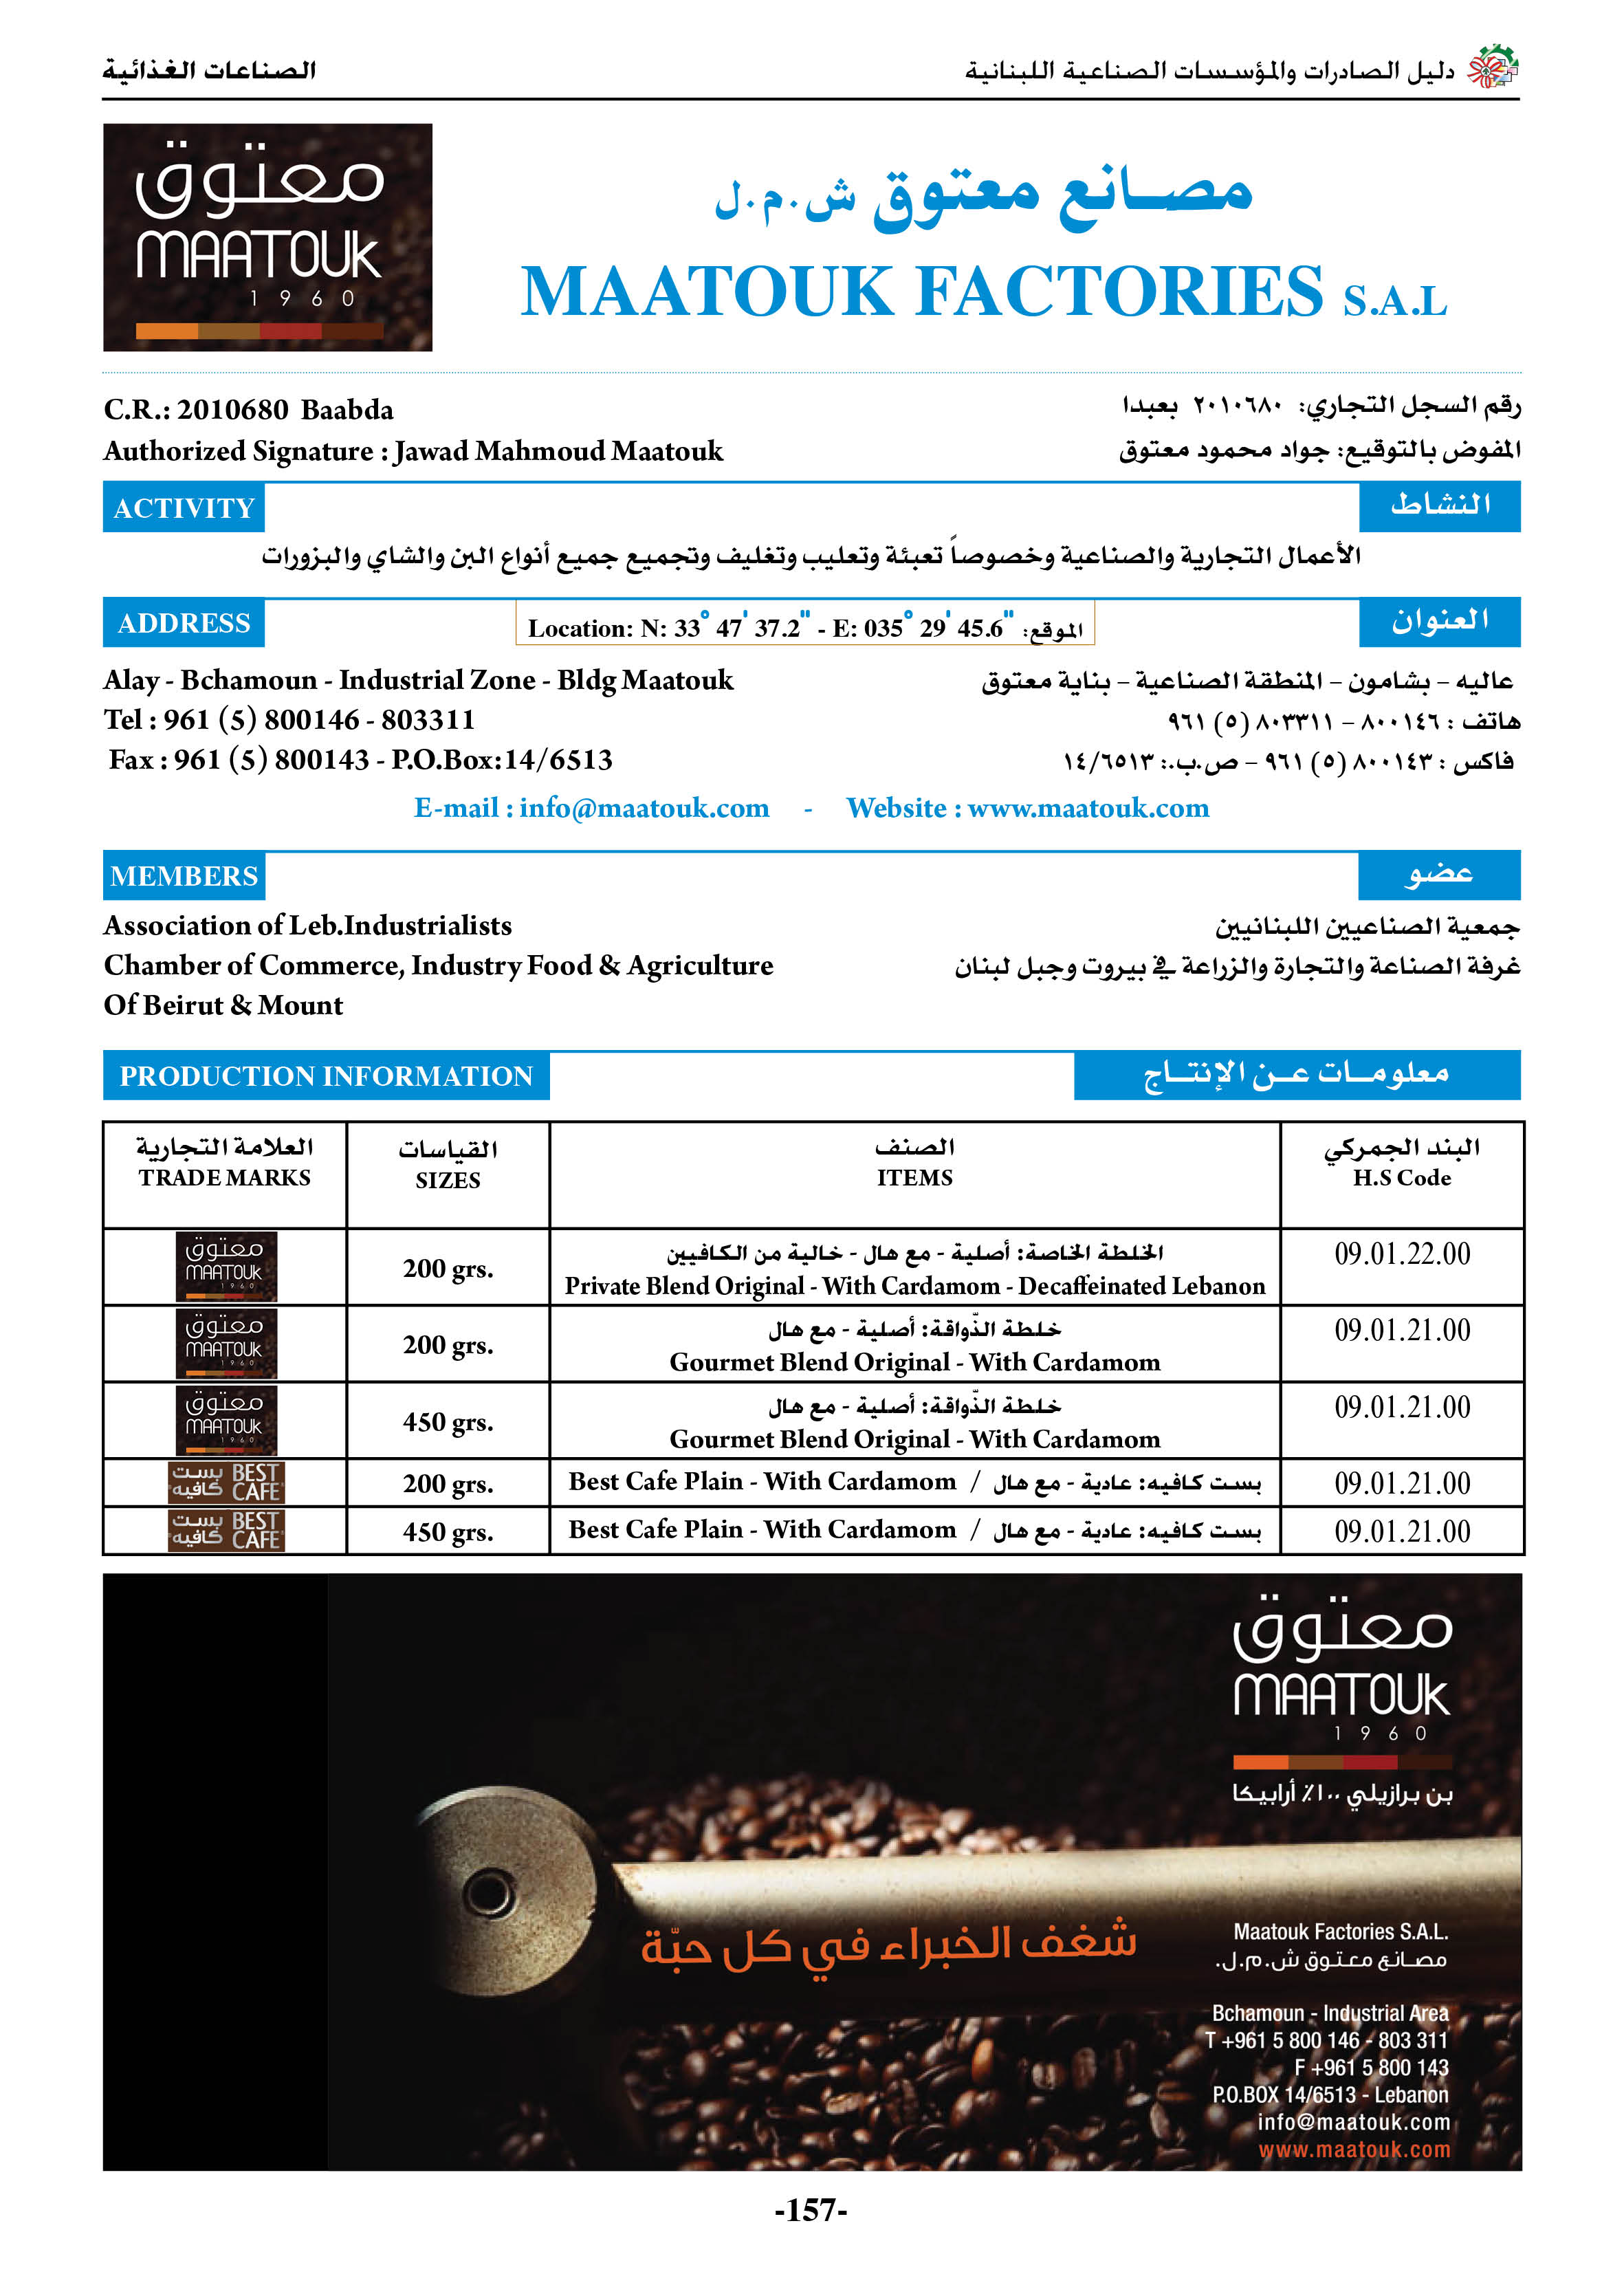 دليل الصادرات والمؤسسات الصناعية اللبنانية
الصناعات الغذائية
معتوق
MAATOUK
1960
مصانع معتوق ش.م.ل
MAATOUK FACTORIES S.A.L
C.R.: 2010680 Baabda
رقم السجل التجاري: ٢٠١٠٦٨٠ بعبدا
Authorized Signature : Jawad Mahmoud Maatouk
المفوض بالتوقيع: جواد محمود معتوق
ACTIVITY
النشاط
الأعمال التجارية والصناعية وخصوصاً تعبئة وتعليب وتغليف وتجميع جميع أنواع البن والشاي والبزورات
ADDRESS
Location: N: 33° 47' 37.2" - E: 035° 29' 45.6" :الموقع
العنوان
Alay - Bchamoun - Industrial Zone - Bldg Maatouk
عاليه – بشامون – المنطقة الصناعية – بناية معتوق
Tel : 961 (5) 800146 - 803311
هاتف : ٨٠٠١٤٦ – ٨٠٣٣١١ (٥) ٩٦١
Fax : 961 (5) 800143 - P.O.Box:14/6513
فاكس : ٨٠٠١٤٣ (٥) ٩٦١ – ص.ب.: ١٤/٦٥١٣
E-mail : info@maatouk.com - Website : www.maatouk.com
MEMBERS
عضو
Association of Leb.Industrialists
جمعية الصناعيين اللبنانيين
Chamber of Commerce, Industry Food & Agriculture
غرفة الصناعة والتجارة والزراعة في بيروت وجبل لبنان
Of Beirut & Mount
PRODUCTION INFORMATION
معلومات عن الإنتاج
العلامة التجارية
TRADE MARKS
القياسات
SIZES
الصنف
ITEMS
البند الجمركي
H.S Code
معتوق
MAATOUK
1960
200 grs.
الخلطة الخاصة: أصلية - مع هال - خالية من الكافيين
Private Blend Original - With Cardamom - Decaffeinated Lebanon
09.01.22.00
معتوق
MAATOUK
1960
200 grs.
خلطة الذّواقة: أصلية - مع هال
Gourmet Blend Original - With Cardamom
09.01.21.00
معتوق
MAATOUK
1960
450 grs.
خلطة الذّواقة: أصلية - مع هال
Gourmet Blend Original - With Cardamom
09.01.21.00
بست BEST
كافيه CAFE
200 grs.
Best Cafe Plain - With Cardamom / بست كافيه: عادية - مع هال
09.01.21.00
بست BEST
كافيه CAFE
450 grs.
Best Cafe Plain - With Cardamom / بست كافيه: عادية - مع هال
09.01.21.00
معتوق
MAATOUK
1960
بن برازيلي ١٠٠٪ أرابيكا
شغف الخبراء في كل حبّة
Maatouk Factories S.A.L.
مصانع معتوق ش.م.ل.
Bchamoun - Industrial Area
T +961 5 800 146 - 803 311
F +961 5 800 143
P.O.BOX 14/6513 - Lebanon
info@maatouk.com
www.maatouk.com
-157-